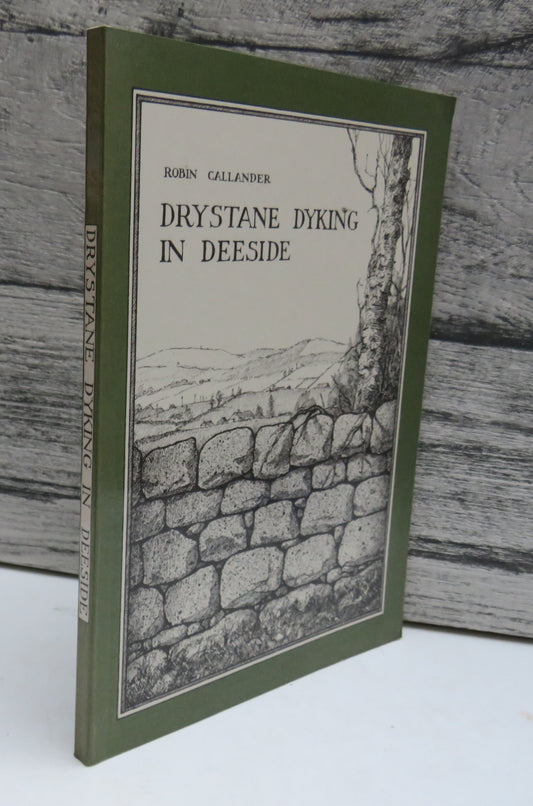 ROBIN CALLANDER
DRYSTANE DYKING
IN DEESIDE
DRYSTANE DYKING IN DEESIDE